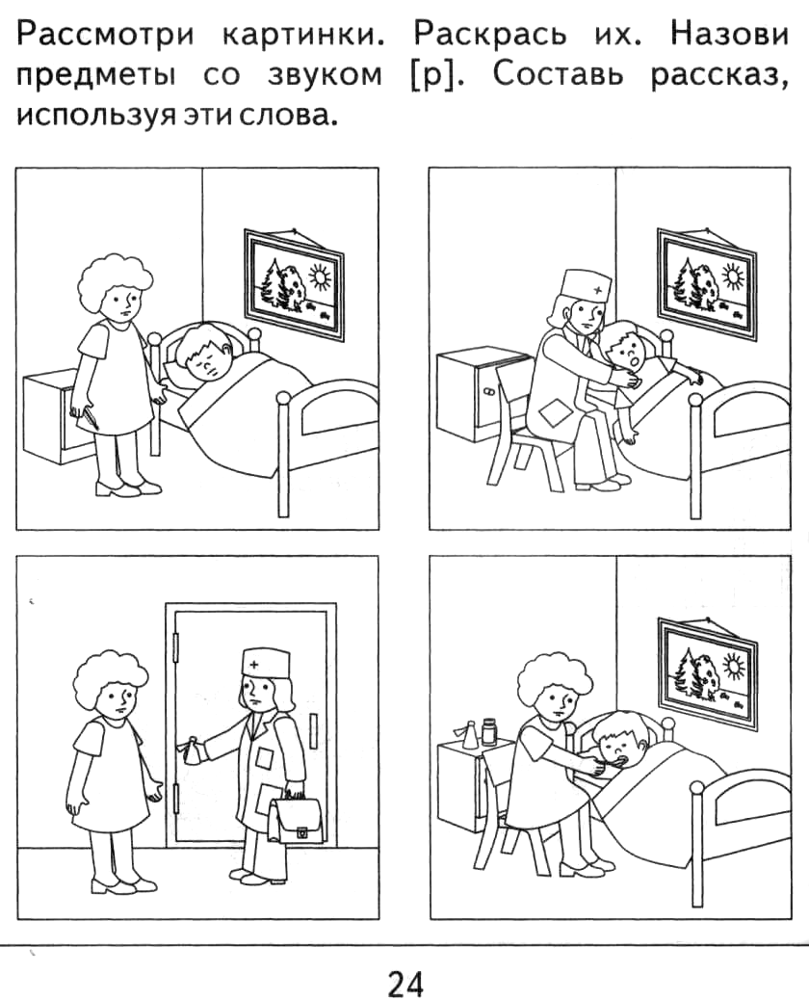 Рассмотри картинки. Раскрась их. Назови
предметы со звуком [р]. Составь рассказ,
используя эти слова.
24